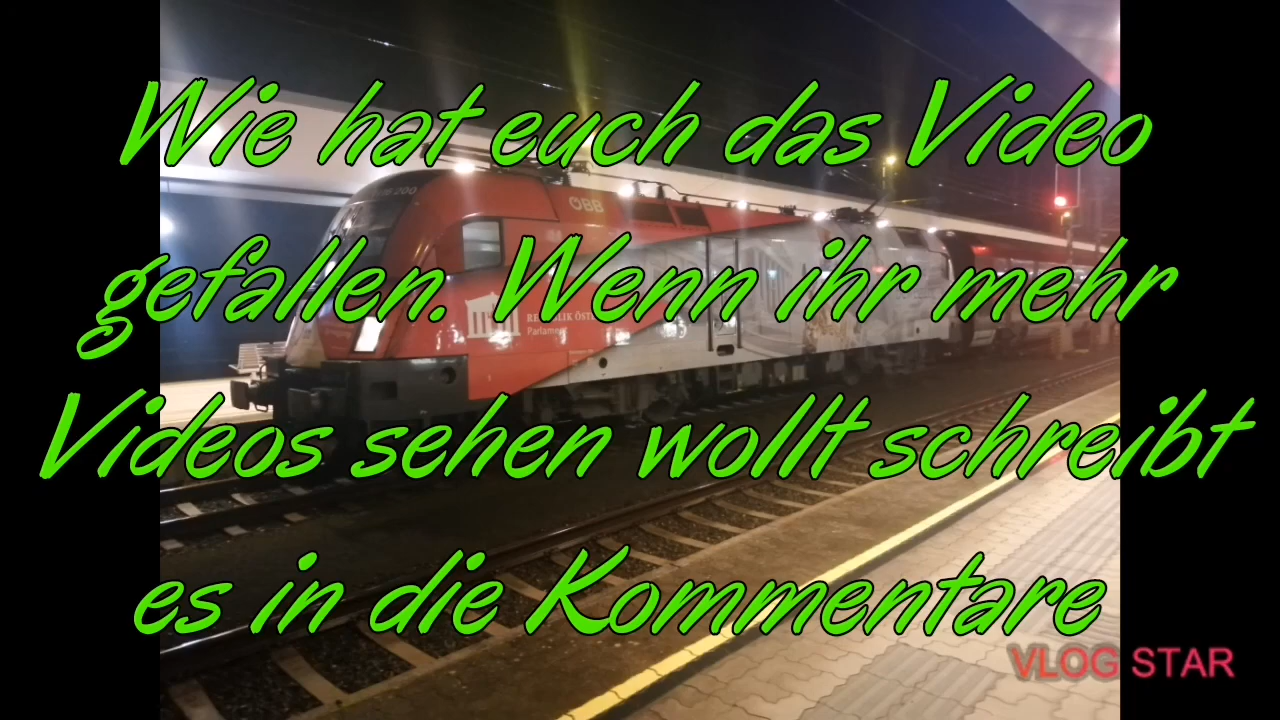 Wie hat euch das Video
gefallen. Wenn ihr mehr
Videos sehen wollt schreibt
es in die Kommentare
ÖBB
Parlament
VLOG STAR